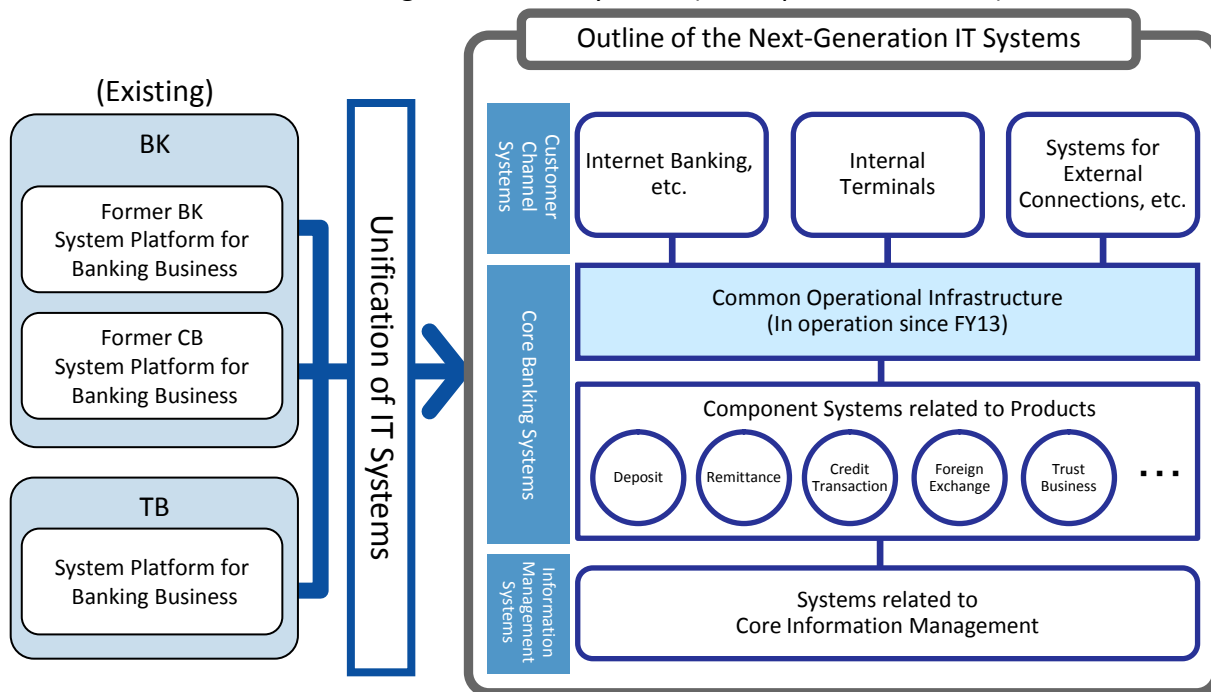 Outline of the Next-Generation IT Systems
(Existing)
BK
Former BK
System Platform for
Banking Business
Former CB
System Platform for
Banking Business
TB
System Platform for
Banking Business
Unification of IT Systems
Customer
Channel
Systems
Internet Banking,
etc.
Internal
Terminals
Systems for
External
Connections, etc.
Core Banking Systems
Common Operational Infrastructure
(In operation since FY13)
Component Systems related to Products
Deposit
Remittance
Credit
Transaction
Foreign
Exchange
Trust
Business
...
Information
Management
Systems
Systems related to
Core Information Management